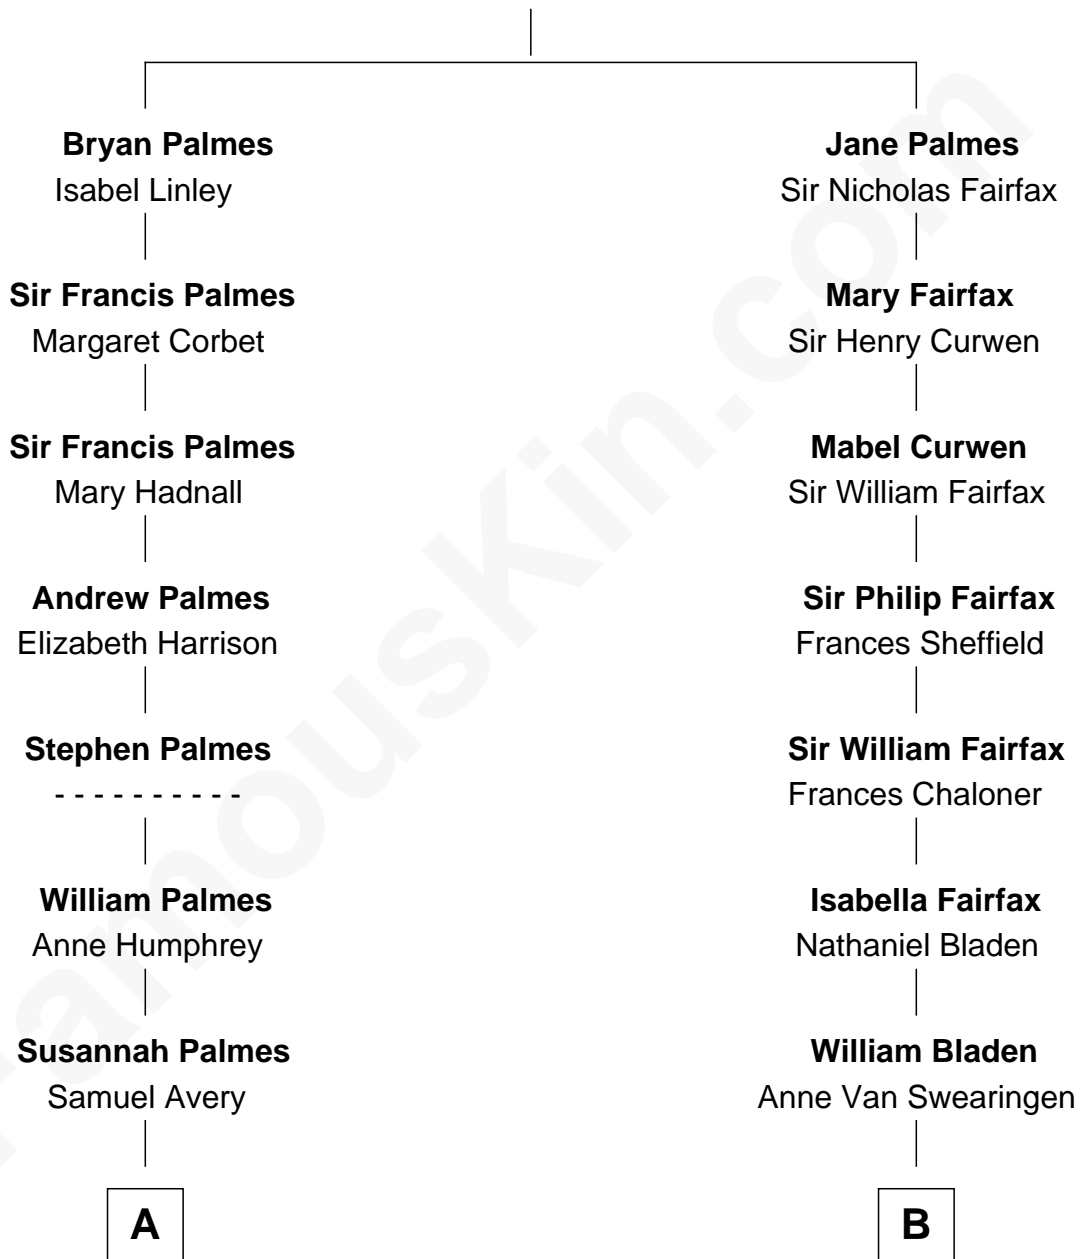 Bryan Palmes
Isabel Linley
Jane Palmes
Sir Nicholas Fairfax
Sir Francis Palmes
Margaret Corbet
Mary Fairfax
Sir Henry Curwen
Sir Francis Palmes
Mary Hadnall
Mabel Curwen
Sir William Fairfax
Andrew Palmes
Elizabeth Harrison
Sir Philip Fairfax
Frances Sheffield
Stephen Palmes
- - - - - - - - - -
Sir William Fairfax
Frances Chaloner
William Palmes
Anne Humphrey
Isabella Fairfax
Nathaniel Bladen
Susannah Palmes
Samuel Avery
William Bladen
Anne Van Swearingen
A
B
FamousKin.com